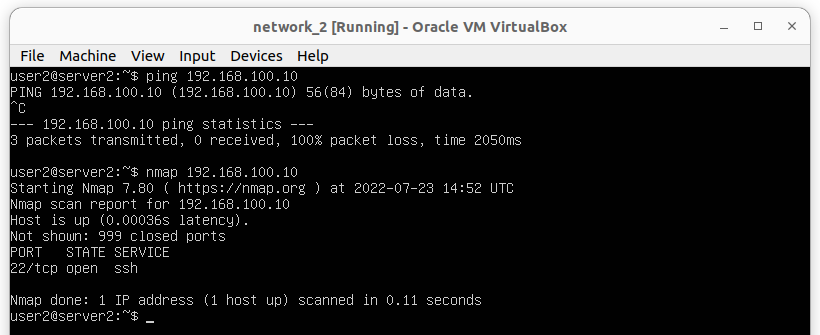 network_2 [Running] - Oracle VM VirtualBox
File Machine View Input Devices Help
user2@server2:~$ ping 192.168.100.10
PING 192.168.100.10 (192.168.100.10) 56(84) bytes of data.
^C
--- 192.168.100.10 ping statistics ---
3 packets transmitted, 0 received, 100% packet loss, time 2050ms

user2@server2:~$ nmap 192.168.100.10
Starting Nmap 7.80 ( https://nmap.org ) at 2022-07-23 14:52 UTC
Nmap scan report for 192.168.100.10
Host is up (0.00036s latency).
Not shown: 999 closed ports
PORT   STATE SERVICE
22/tcp open  ssh

Nmap done: 1 IP address (1 host up) scanned in 0.11 seconds
user2@server2:~$ _